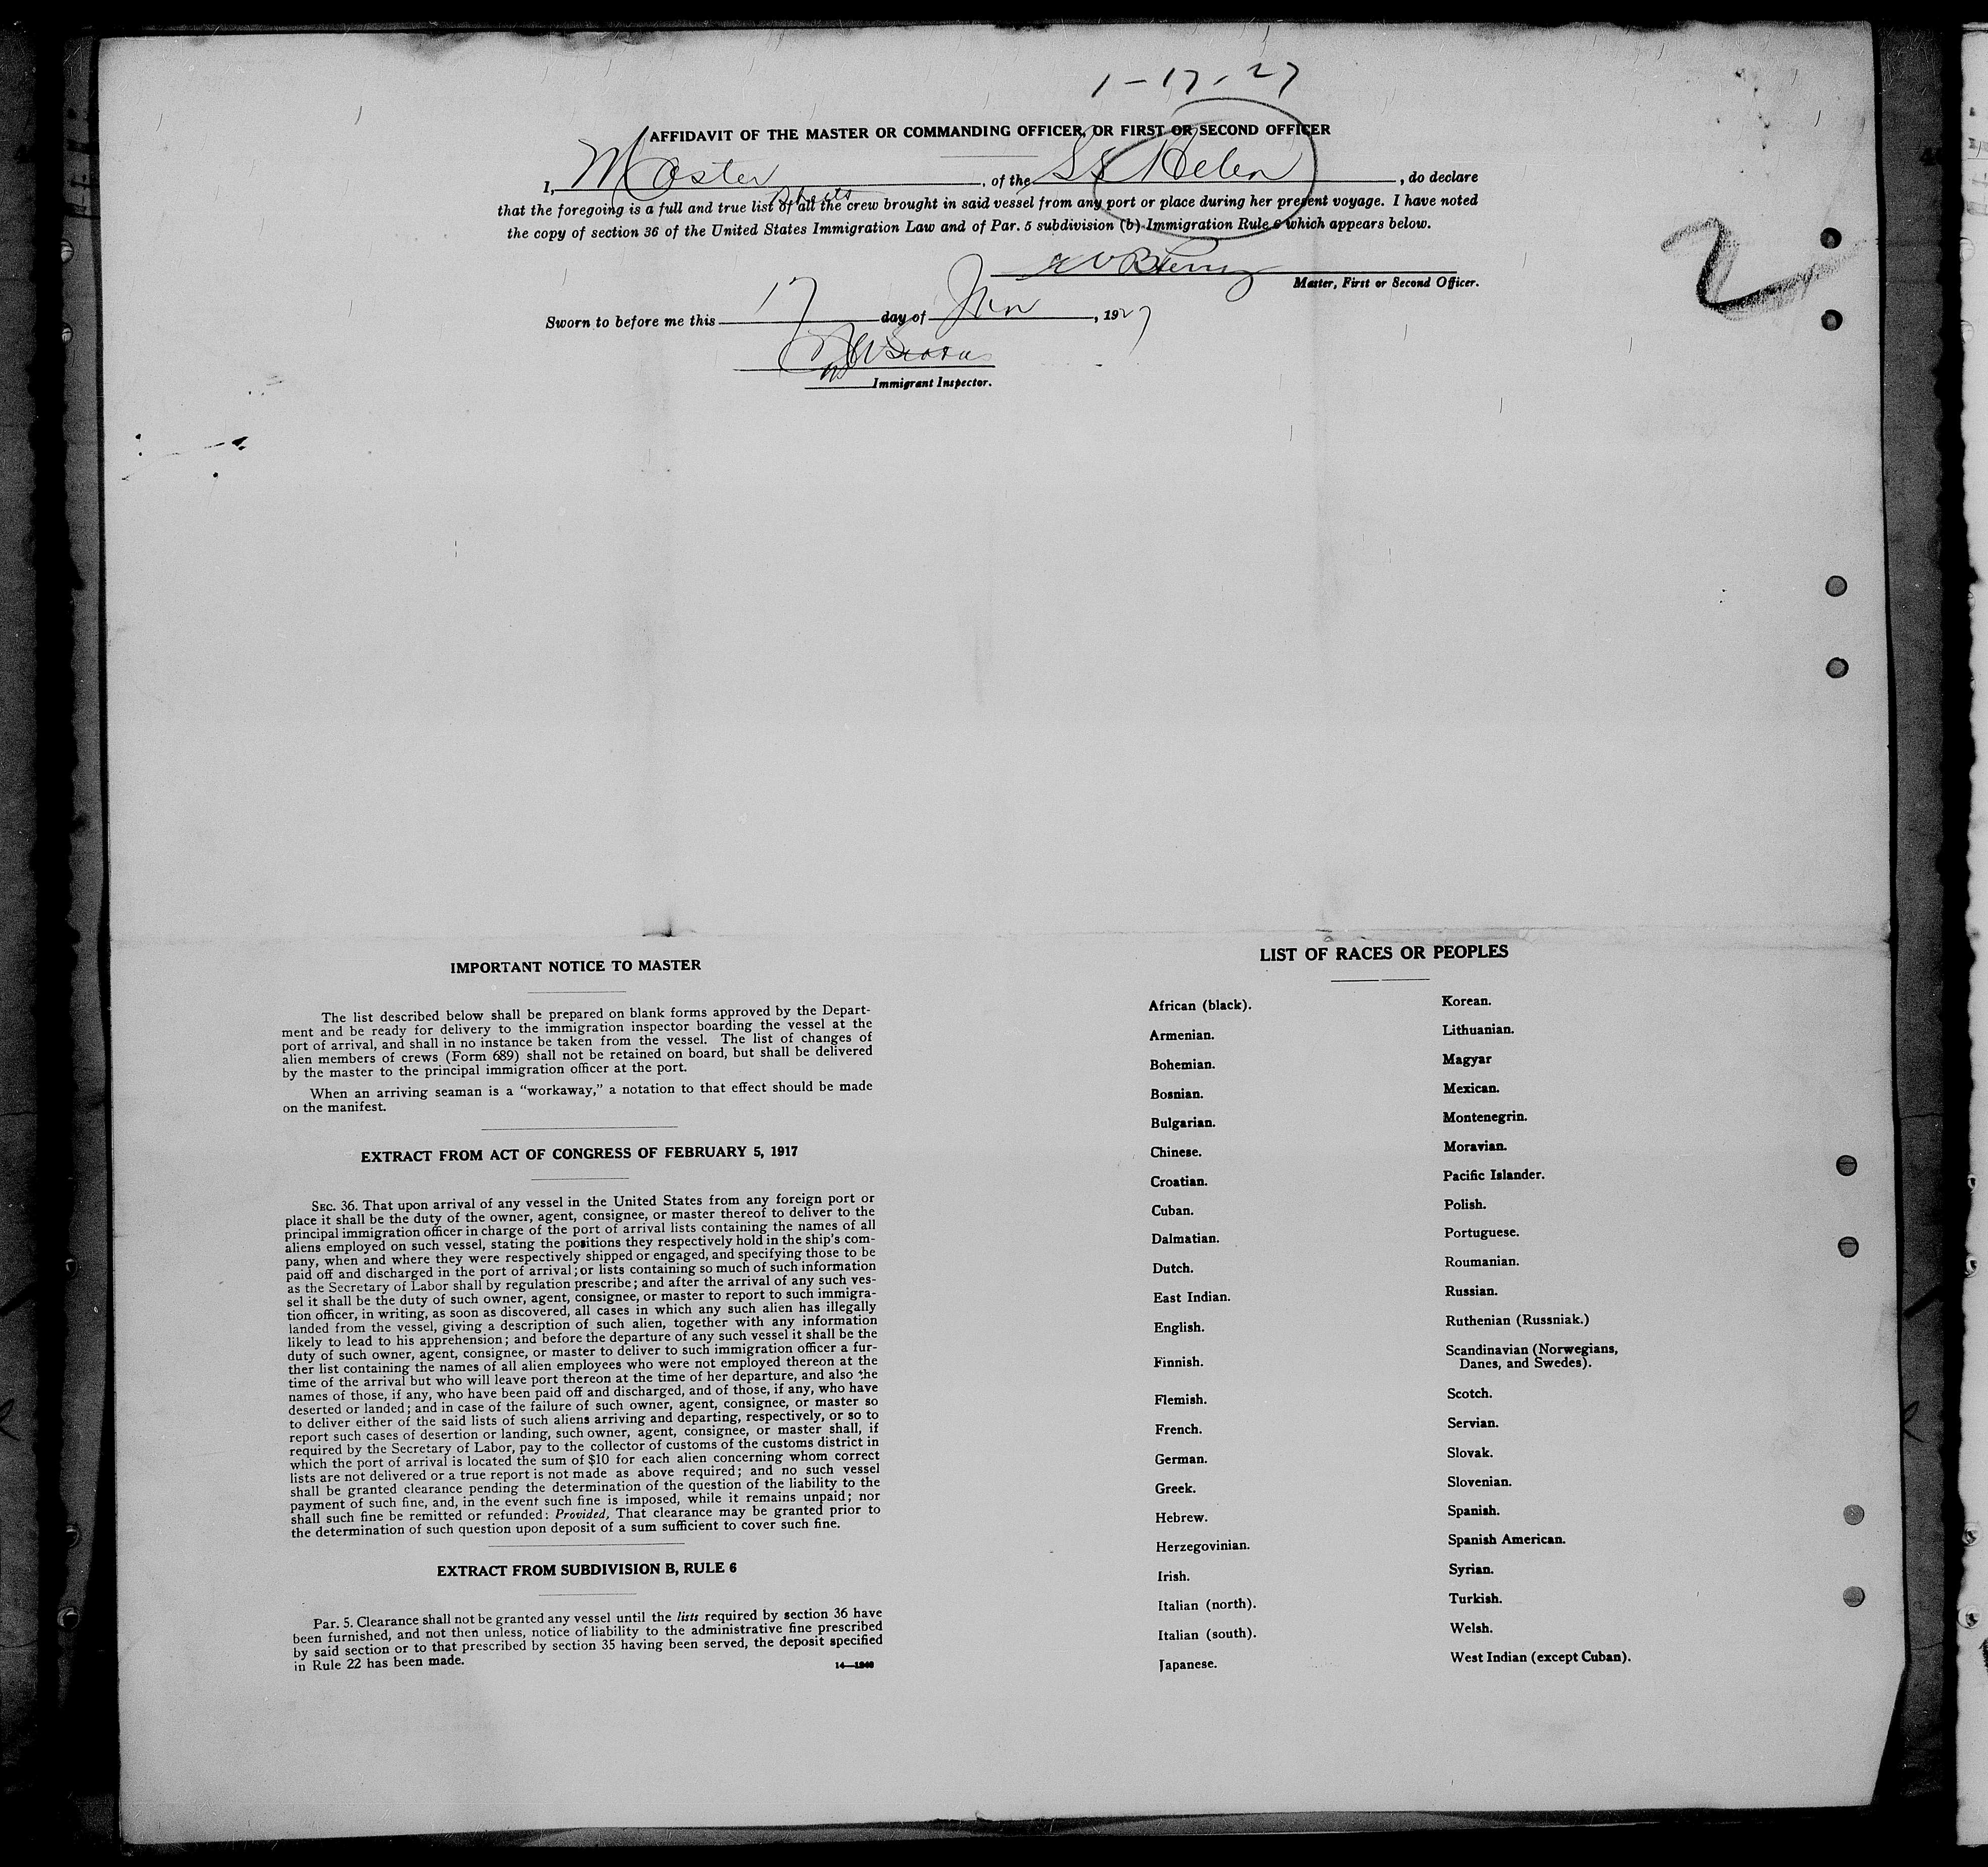 1-17-27
AFFIDAVIT OF THE MASTER OR COMMANDING OFFICER, OR FIRST OR SECOND OFFICER
I, Master, of the SS Helen, do declare
that the foregoing is a full and true list of all the crew brought in said vessel from any port or place during her present voyage. I have noted
the copy of section 36 of the United States Immigration Law and of Par. 5 subdivision (b) Immigration Rule 6 which appears below.
2
Master, First or Second Officer.
Sworn to before me this 17 day of Jan, 1927
Immigrant Inspector.
IMPORTANT NOTICE TO MASTER
The list described below shall be prepared on blank forms approved by the Depart-
ment and be ready for delivery to the immigration inspector boarding the vessel at the
port of arrival, and shall in no instance be taken from the vessel. The list of changes of
alien members of crews (Form 689) shall not be retained on board, but shall be delivered
by the master to the principal immigration officer at the port.
When an arriving seaman is a "workaway," a notation to that effect should be made
on the manifest.
EXTRACT FROM ACT OF CONGRESS OF FEBRUARY 5, 1917
SEC. 36. That upon arrival of any vessel in the United States from any foreign port or
place it shall be the duty of the owner, agent, consignee, or master thereof to deliver to the
principal immigration officer in charge of the port of arrival lists containing the names of all
aliens employed on such vessel, stating the positions they respectively hold in the ship's com-
pany, when and where they were respectively shipped or engaged, and specifying those to be
paid off and discharged in the port of arrival; or lists containing so much of such information
as the Secretary of Labor shall by regulation prescribe; and after the arrival of any such ves-
sel it shall be the duty of such owner, agent, consignee, or master to report to such immigra-
tion officer, in writing, as soon as discovered, all cases in which any such alien has illegally
landed from the vessel, giving a description of such alien, together with any information
likely to lead to his apprehension; and before the departure of any such vessel it shall be the
duty of such owner, agent, consignee, or master to deliver to such immigration officer a fur-
ther list containing the names of all alien employees who were not employed thereon at the
time of the arrival but who will leave port thereon at the time of her departure, and also the
names of those, if any, who have been paid off and discharged, and of those, if any, who have
deserted or landed; and in case of the failure of such owner, agent, consignee, or master so
to deliver either of the said lists of such aliens arriving and departing, respectively, or so to
report such cases of desertion or landing, such owner, agent, consignee, or master shall, if
required by the Secretary of Labor, pay to the collector of customs of the customs district in
which the port of arrival is located the sum of $10 for each alien concerning whom correct
lists are not delivered or a true report is not made as above required; and no such vessel
shall be granted clearance pending the determination of the question of the liability to the
payment of such fine, and, in the event such fine is imposed, while it remains unpaid; nor
shall such fine be remitted or refunded: Provided, That clearance may be granted prior to
the determination of such question upon deposit of a sum sufficient to cover such fine.
EXTRACT FROM SUBDIVISION B, RULE 6
Par. 5. Clearance shall not be granted any vessel until the lists required by section 36 have
been furnished, and not then unless, notice of liability to the administrative fine prescribed
by said section or to that prescribed by section 35 having been served, the deposit specified
in Rule 22 has been made.
LIST OF RACES OR PEOPLES
African (black).
Armenian.
Bohemian.
Bosnian.
Bulgarian.
Chinese.
Croatian.
Cuban.
Dalmatian.
Dutch.
East Indian.
English.
Finnish.
Flemish.
French.
German.
Greek.
Hebrew.
Herzegovinian.
Irish.
Italian (north).
Italian (south).
Japanese.
Korean.
Lithuanian.
Magyar
Mexican.
Montenegrin.
Moravian.
Pacific Islander.
Polish.
Portuguese.
Roumanian.
Russian.
Ruthenian (Russniak.)
Scandinavian (Norwegians,
Danes, and Swedes).
Scotch.
Servian.
Slovak.
Slovenian.
Spanish.
Spanish American.
Syrian.
Turkish.
Welsh.
West Indian (except Cuban).